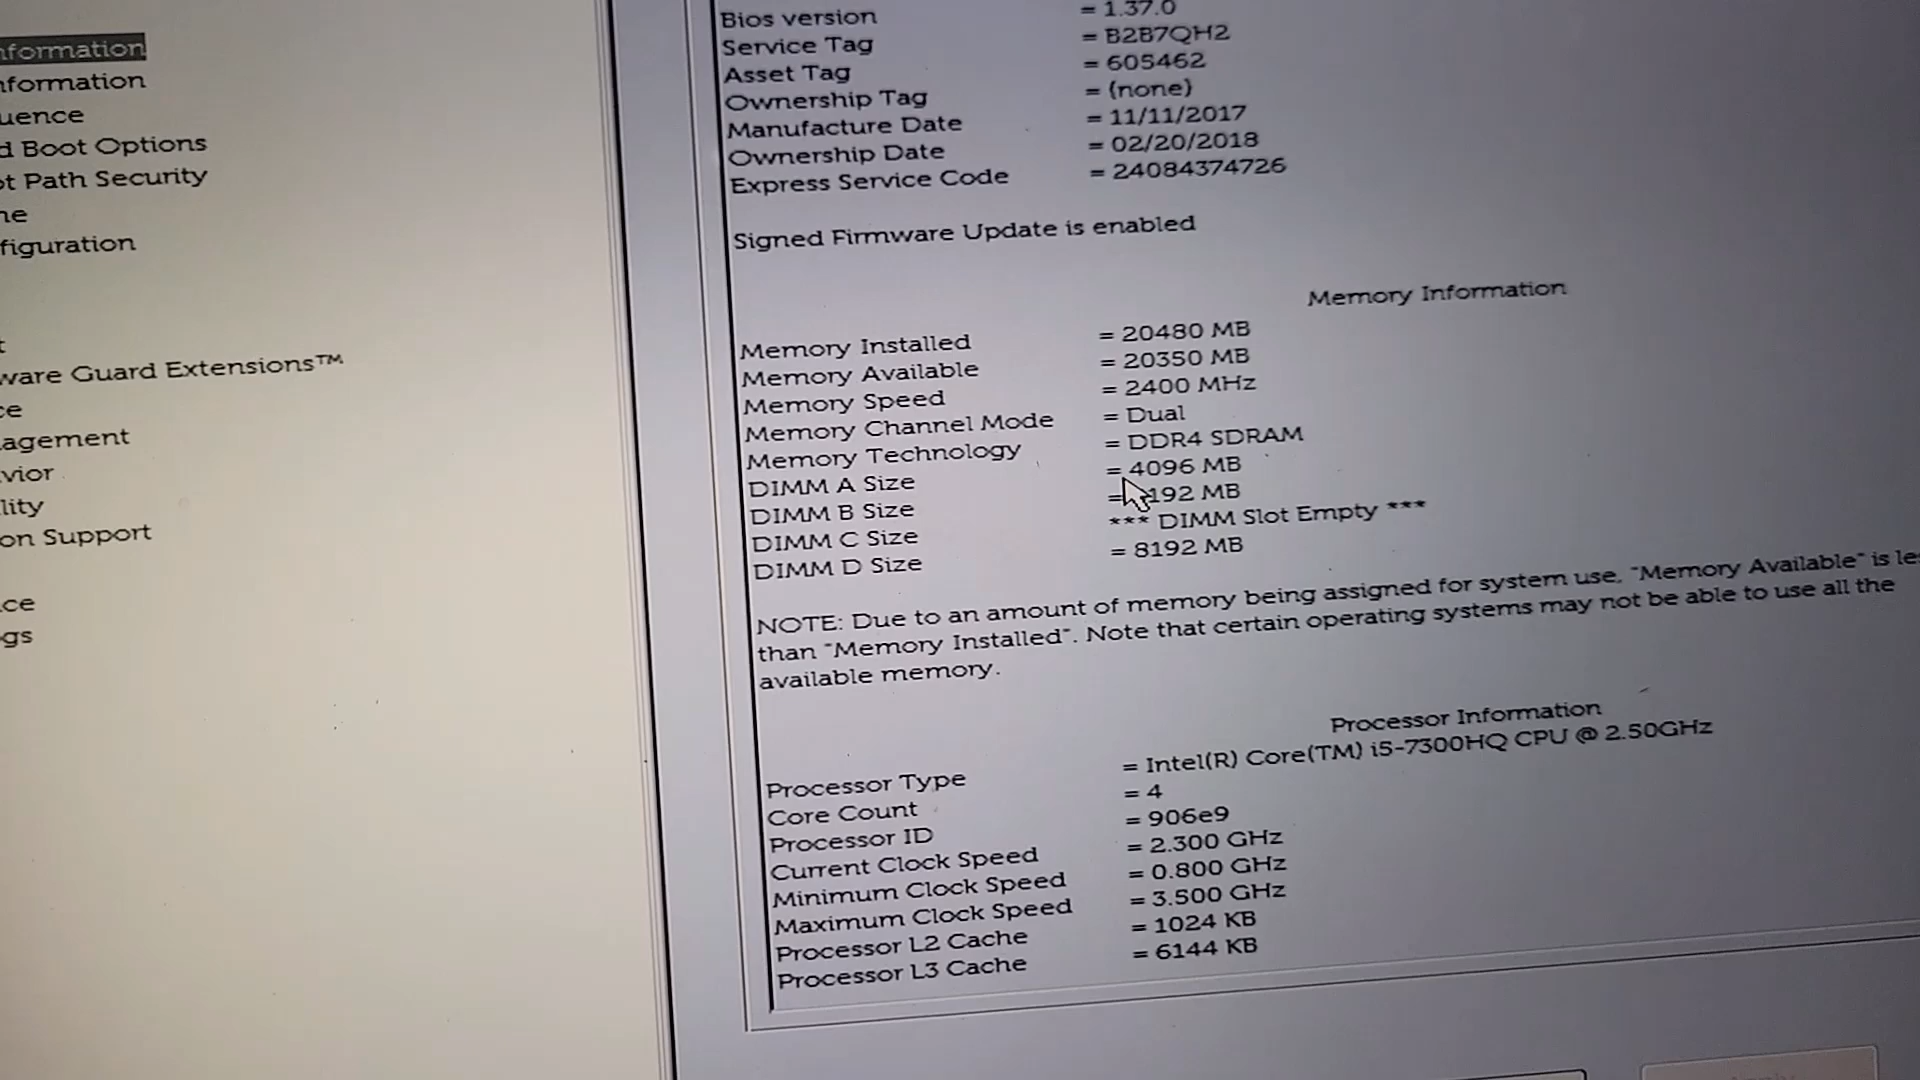 nformation
nformation
uence
d Boot Options
ot Path Security
ne
figuration
t
ware Guard Extensions™
ce
agement
vior
lity
on Support
ce
gs
Bios version = 1.37.0
Service Tag = B2B7QH2
Asset Tag = 605462
Ownership Tag = (none)
Manufacture Date = 11/11/2017
Ownership Date = 02/20/2018
Express Service Code = 24084374726
Signed Firmware Update is enabled
Memory Information
Memory Installed = 20480 MB
Memory Available = 20350 MB
Memory Speed = 2400 MHz
Memory Channel Mode = Dual
Memory Technology = DDR4 SDRAM
DIMM A Size = 4096 MB
DIMM B Size = 192 MB
DIMM C Size *** DIMM Slot Empty ***
DIMM D Size = 8192 MB
NOTE: Due to an amount of memory being assigned for system use, "Memory Available" is le
than "Memory Installed". Note that certain operating systems may not be able to use all the
available memory.
Processor Information
Processor Type = Intel(R) Core(TM) i5-7300HQ CPU @ 2.50GHz
Core Count = 4
Processor ID = 906e9
Current Clock Speed = 2.300 GHz
Minimum Clock Speed = 0.800 GHz
Maximum Clock Speed = 3.500 GHz
Processor L2 Cache = 1024 KB
Processor L3 Cache = 6144 KB